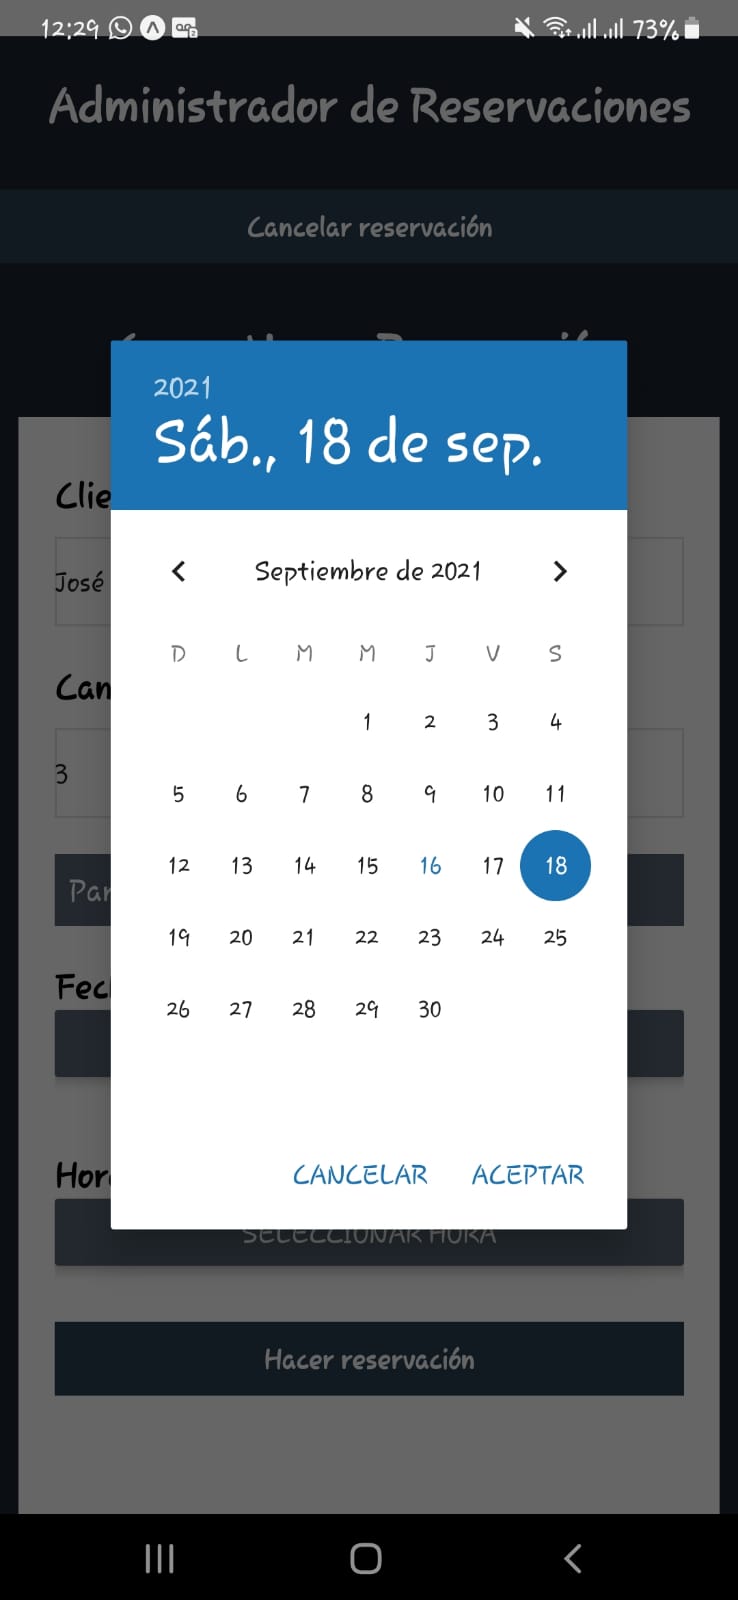 12:29 73%
Administrador de Reservaciones
Cancelar reservación
2021
Sáb., 18 de sep.
Septiembre de 2021
D L M M J V S
1 2 3 4
5 6 7 8 9 10 11
12 13 14 15 16 17 18
19 20 21 22 23 24 25
26 27 28 29 30
José
3
CANCELAR ACEPTAR
SELECCIONAR HORA
Hacer reservación